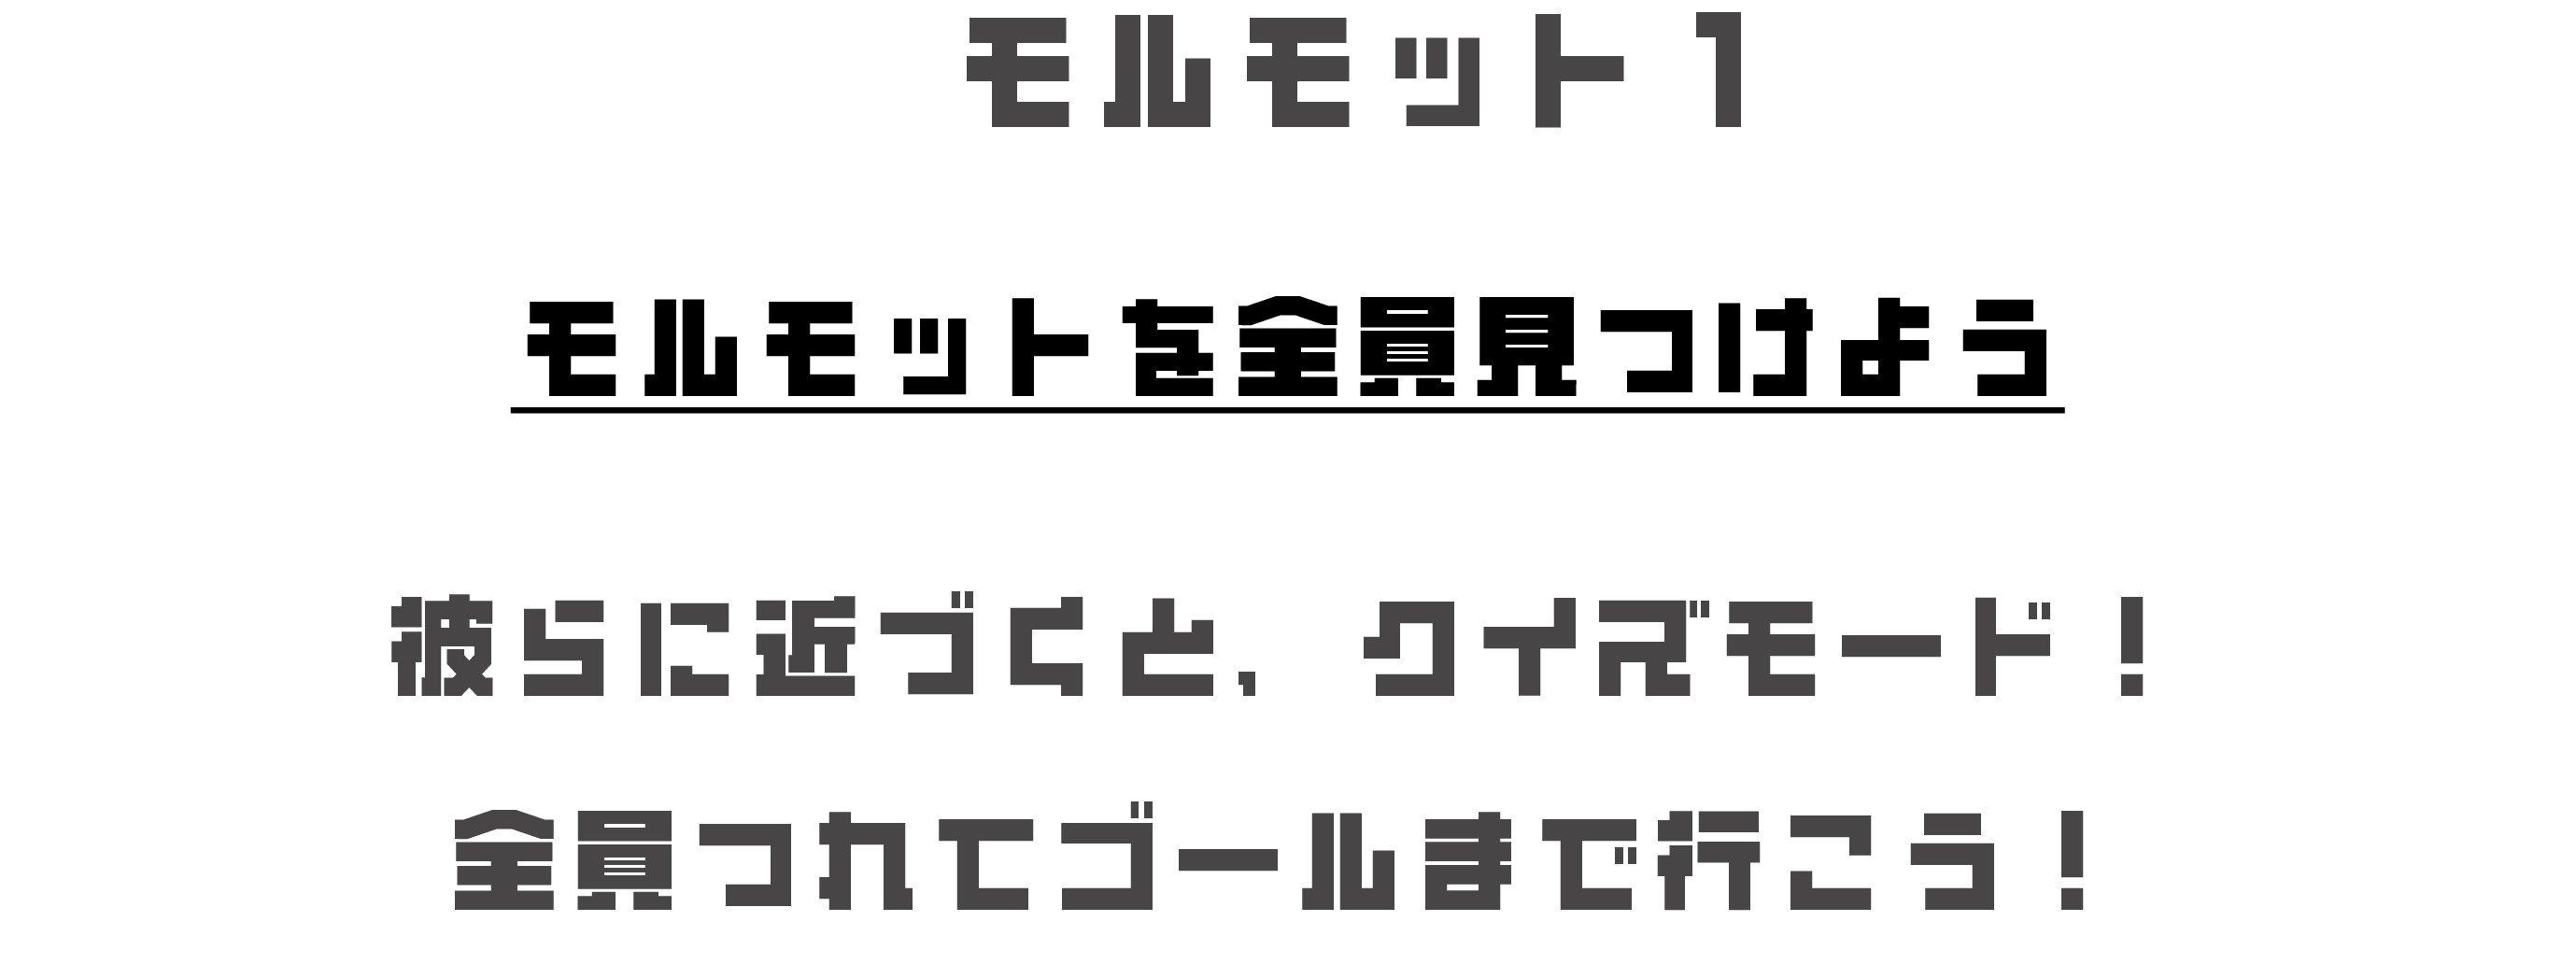 モルモット1
モルモットを全員見つけよう
彼らに近づくと，クイズモード！
全員つれてゴールまで行こう！